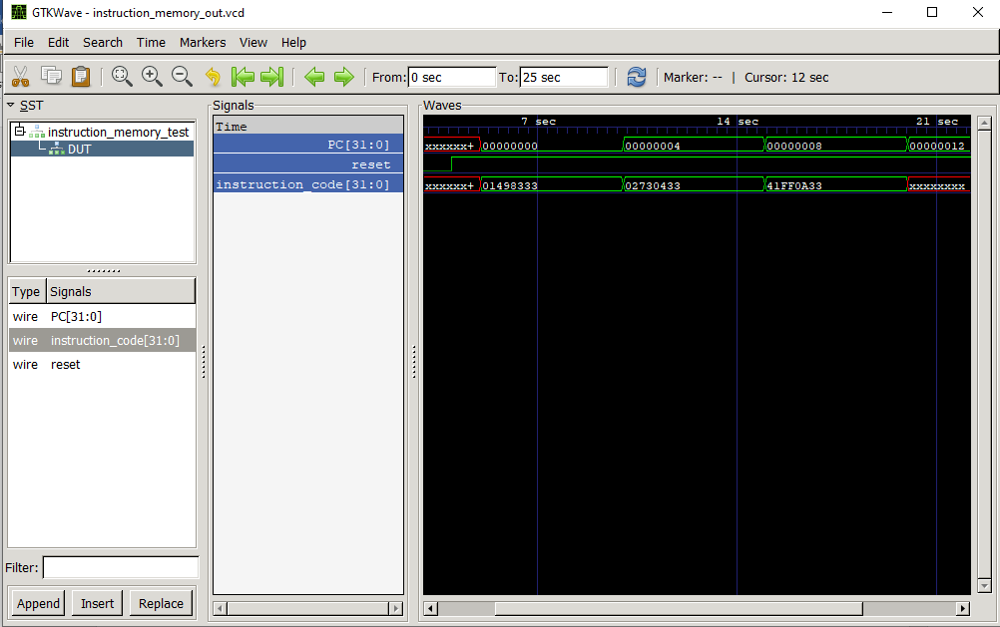 GTKWave - instruction_memory_out.vcd
File Edit Search Time Markers View Help
From: 0 sec To: 25 sec Marker: -- | Cursor: 12 sec
SST
instruction_memory_test
DUT
Type Signals
wire PC[31:0]
wire instruction_code[31:0]
wire reset
Filter:
Append Insert Replace
Signals
Time
PC[31:0]
reset
instruction_code[31:0]
Waves
7 sec 14 sec 21 sec
xxxxxx+ 00000000 00000004 00000008 00000012
xxxxxx+ 01498333 02730433 41FF0A33 xxxxxxxx